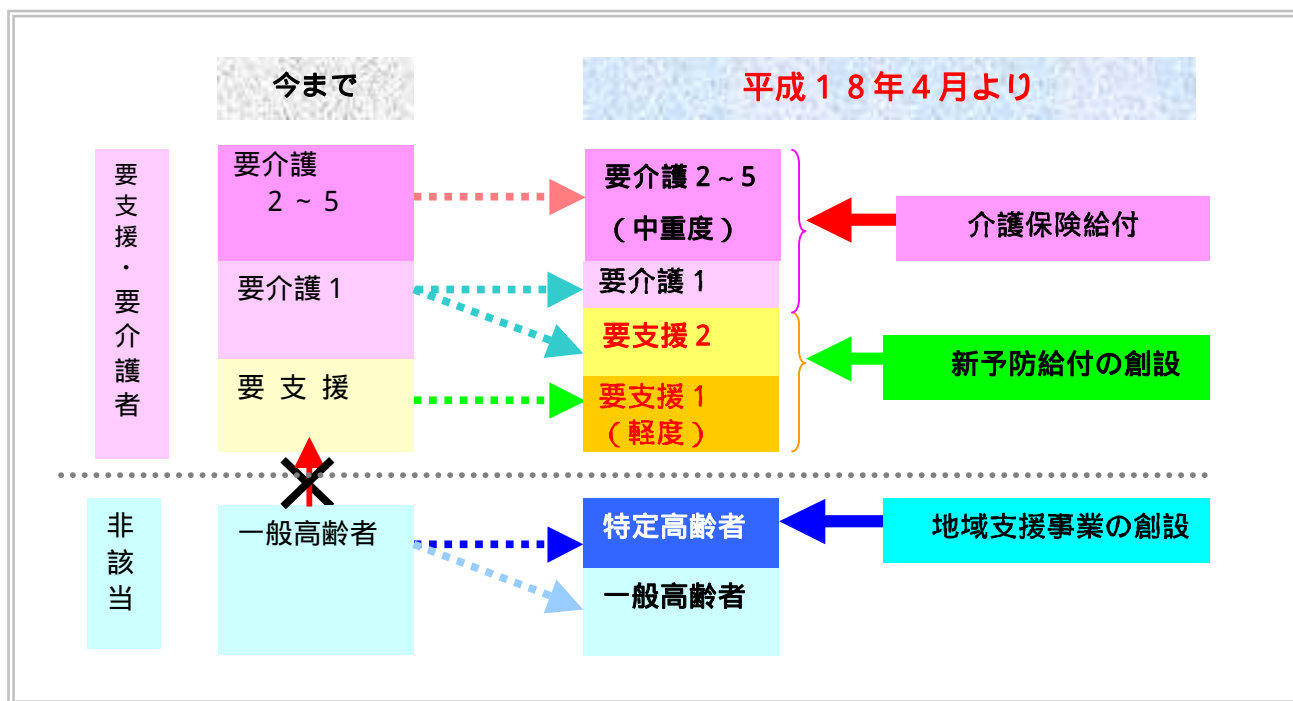 今まで
平成１８年４月より
要支援・要介護者
要介護
２～５
要介護１
要 支 援
要介護２～５
（中重度）
要介護１
要支援２
要支援１
（軽度）
介護保険給付
新予防給付の創設
非該当
一般高齢者
特定高齢者
一般高齢者
地域支援事業の創設